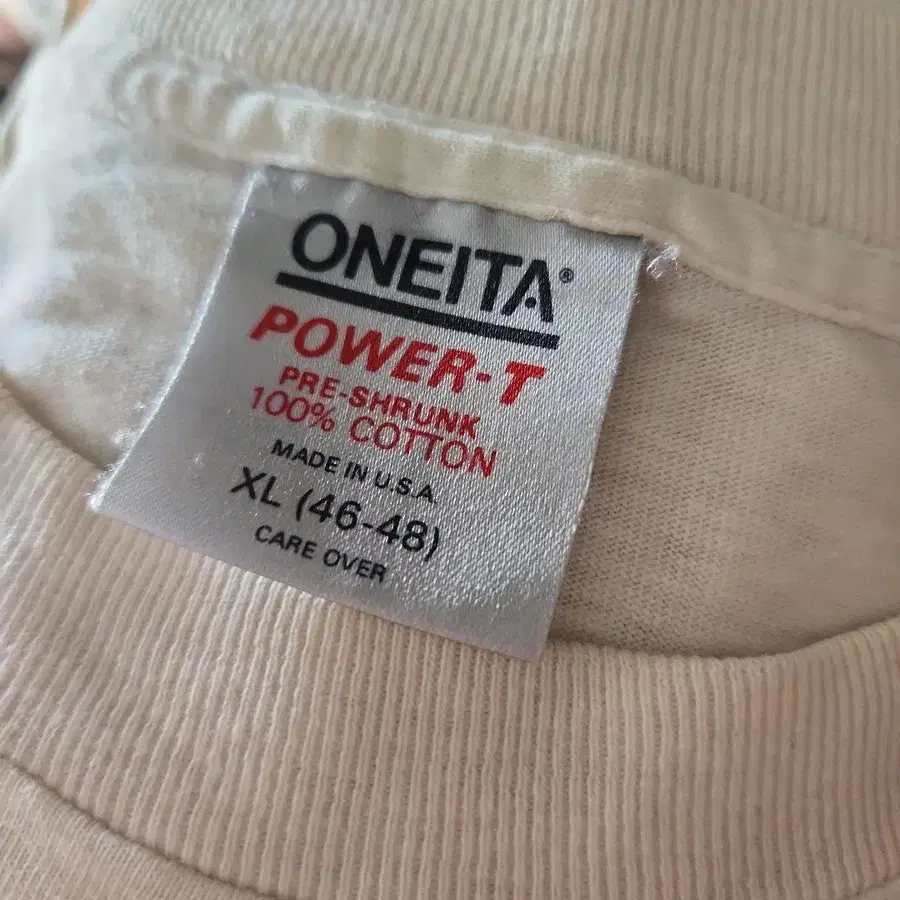 ONEITA®
POWER-T
PRE-SHRUNK
100% COTTON
MADE IN U.S.A.
XL (46-48)
CARE OVER